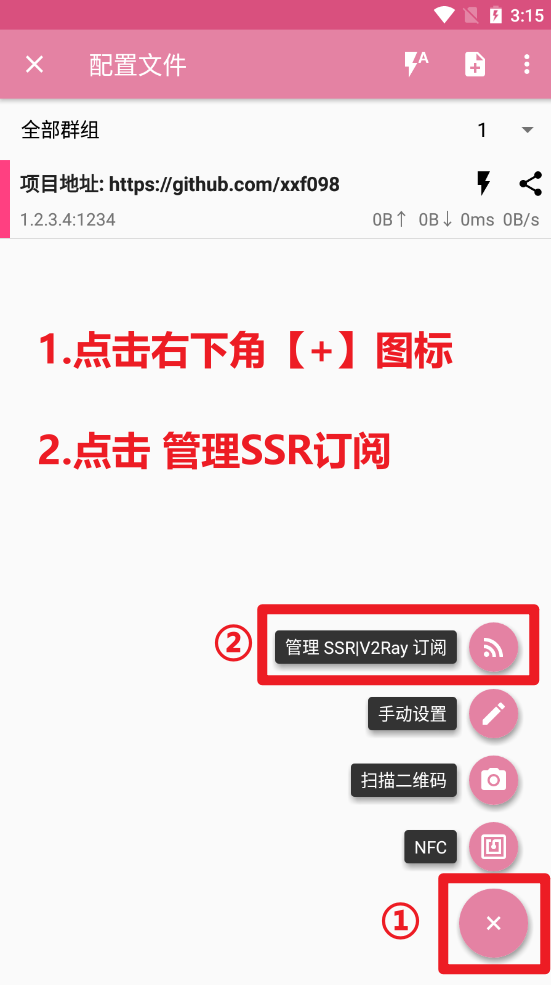 3:15
配置文件
全部群组 1
项目地址: https://github.com/xxf098
1.2.3.4:1234 0B↑ 0B↓ 0ms 0B/s
1.点击右下角【+】图标
2.点击 管理SSR订阅
② 管理 SSR|V2Ray 订阅
手动设置
扫描二维码
NFC
①